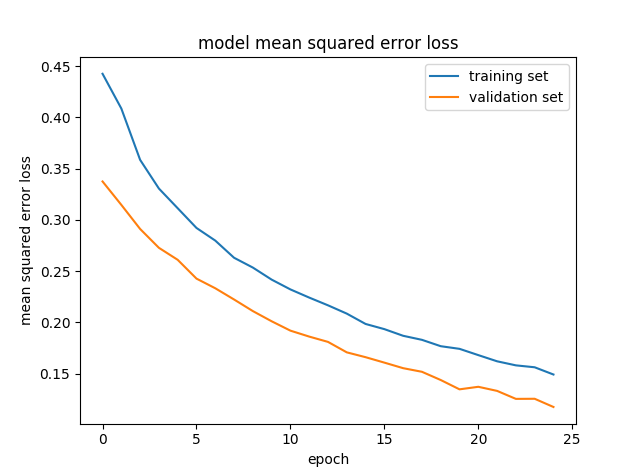 model mean squared error loss
training set
validation set
mean squared error loss
0.45
0.40
0.35
0.30
0.25
0.20
0.15
0 5 10 15 20 25
epoch